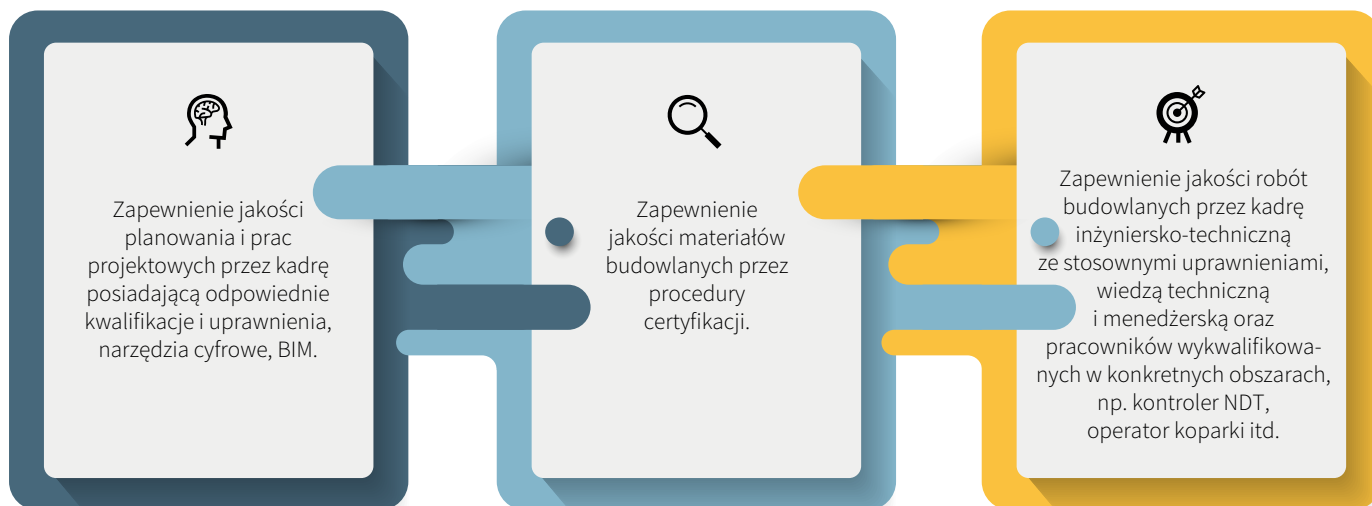 Zapewnienie jakości
planowania i prac
projektowych przez kadrę
posiadającą odpowiednie
kwalifikacje i uprawnienia,
narzędzia cyfrowe, BIM.
Zapewnienie
jakości materiałów
budowlanych przez
procedury
certyfikacji.
Zapewnienie jakości robót
budowlanych przez kadrę
inżyniersko-techniczną
ze stosownymi uprawnieniami,
wiedzą techniczną
i menedżerską oraz
pracowników wykwalifikowa-
nych w konkretnych obszarach,
np. kontroler NDT,
operator koparki itd.